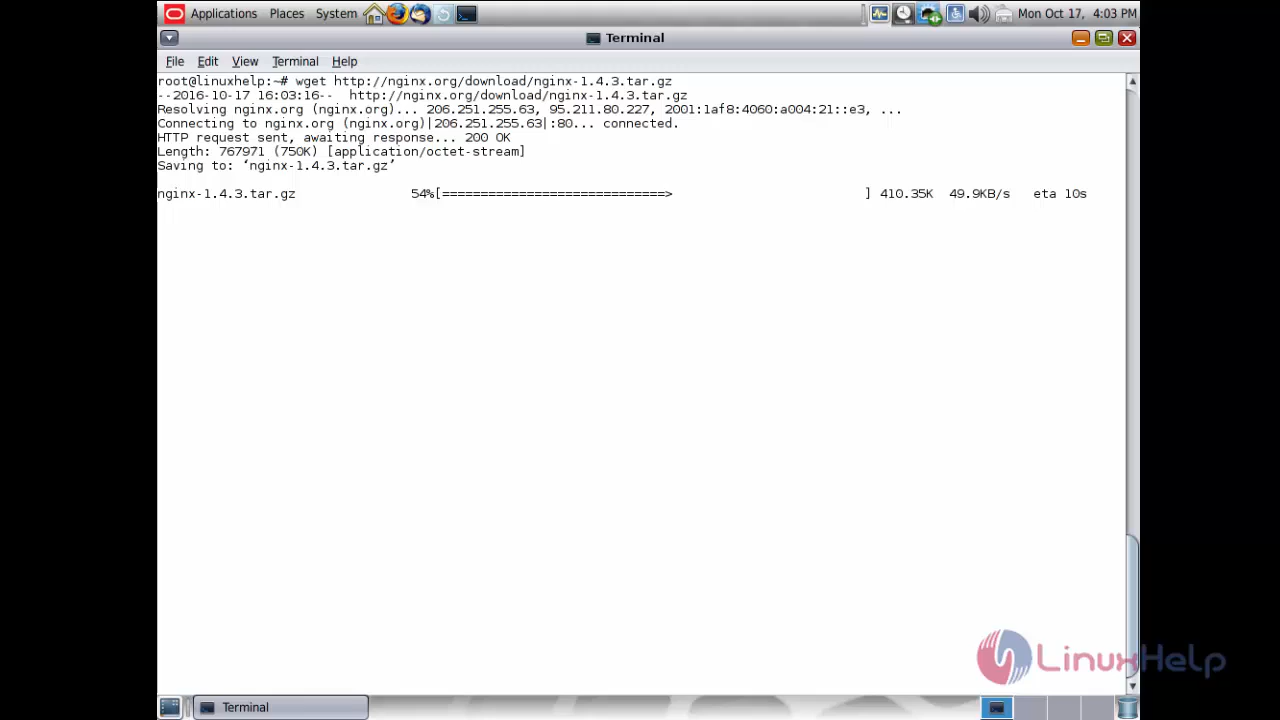 Applications Places System Mon Oct 17, 4:03 PM
Terminal
File Edit View Terminal Help
root@linuxhelp:~# wget http://nginx.org/download/nginx-1.4.3.tar.gz
--2016-10-17 16:03:16--  http://nginx.org/download/nginx-1.4.3.tar.gz
Resolving nginx.org (nginx.org)... 206.251.255.63, 95.211.80.227, 2001:1af8:4060:a004:21::e3, ...
Connecting to nginx.org (nginx.org)|206.251.255.63|:80... connected.
HTTP request sent, awaiting response... 200 OK
Length: 767971 (750K) [application/octet-stream]
Saving to: ‘nginx-1.4.3.tar.gz’
nginx-1.4.3.tar.gz 54%[=============================> ] 410.35K 49.9KB/s eta 10s
LinuxHelp
Terminal